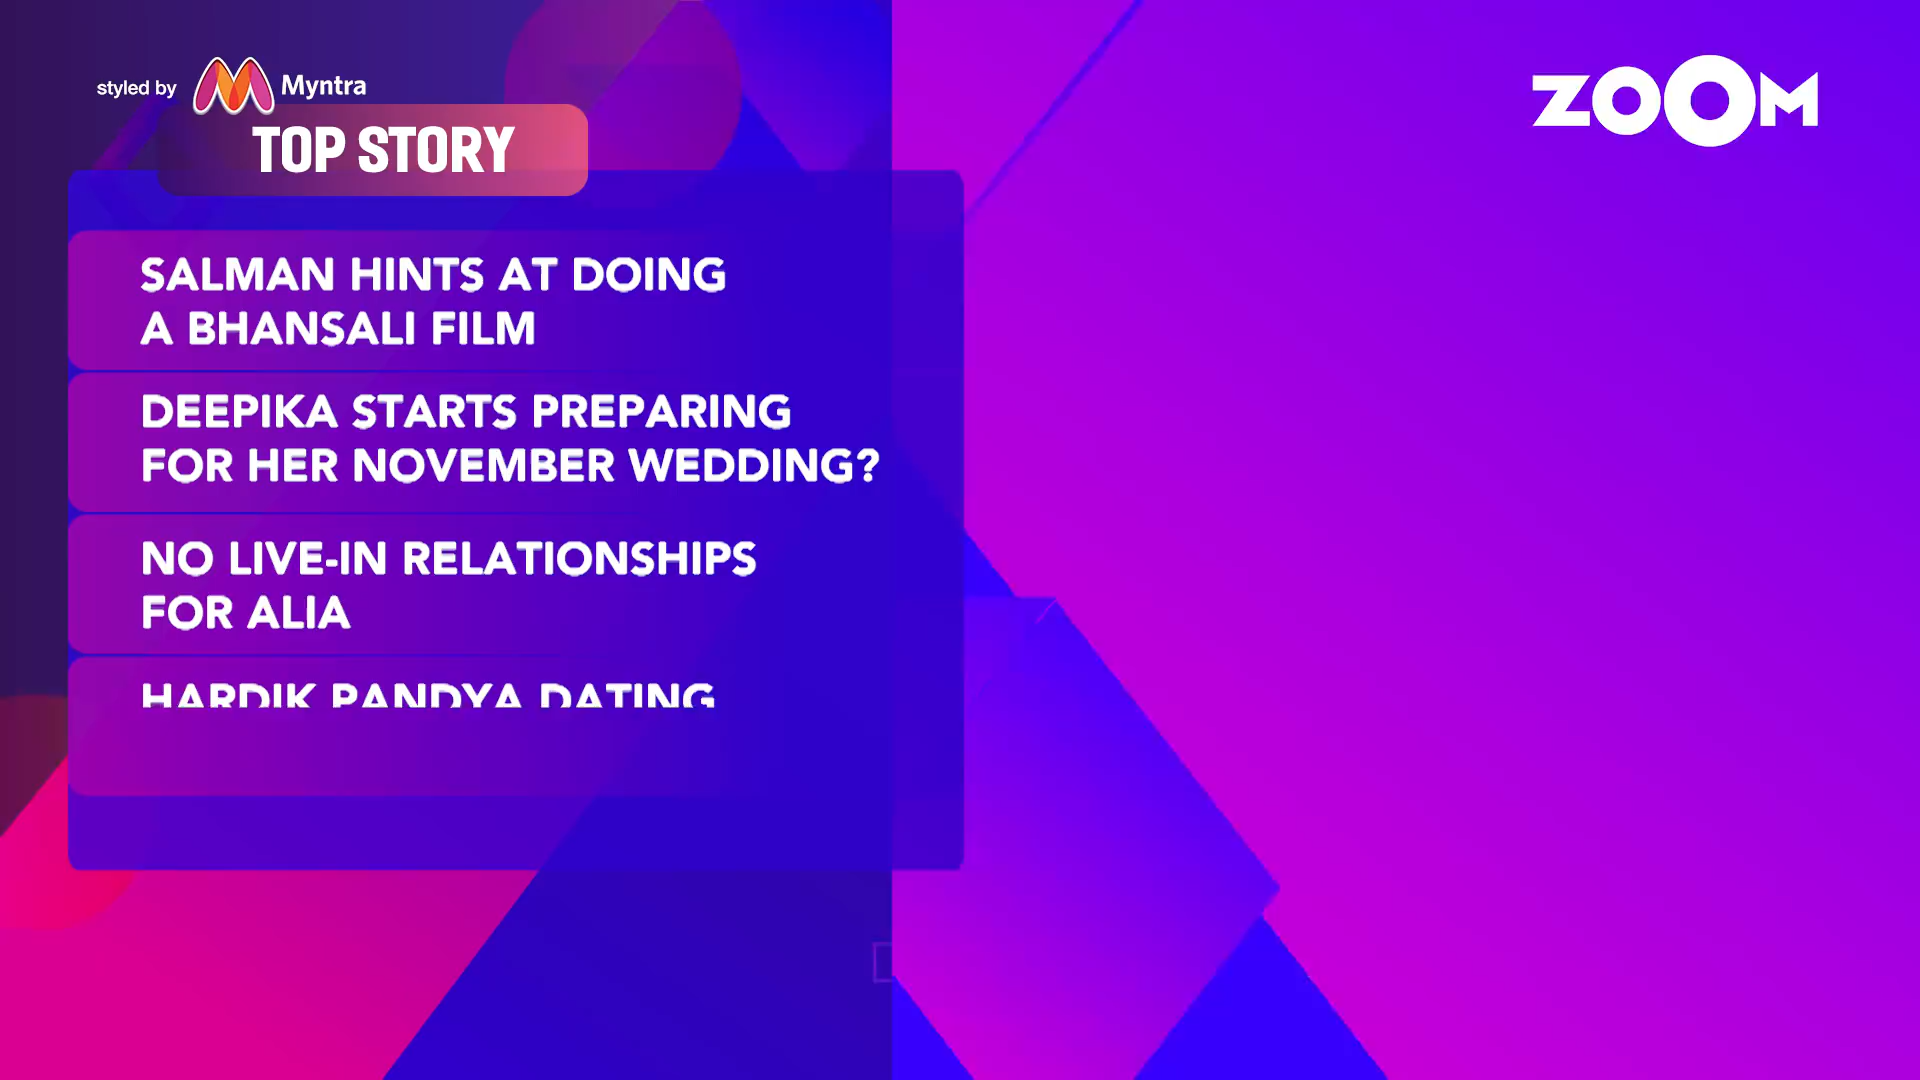 styled by Myntra
ZOOM
TOP STORY
SALMAN HINTS AT DOING
A BHANSALI FILM
DEEPIKA STARTS PREPARING
FOR HER NOVEMBER WEDDING?
NO LIVE-IN RELATIONSHIPS
FOR ALIA
HARDIK PANDYA DATING